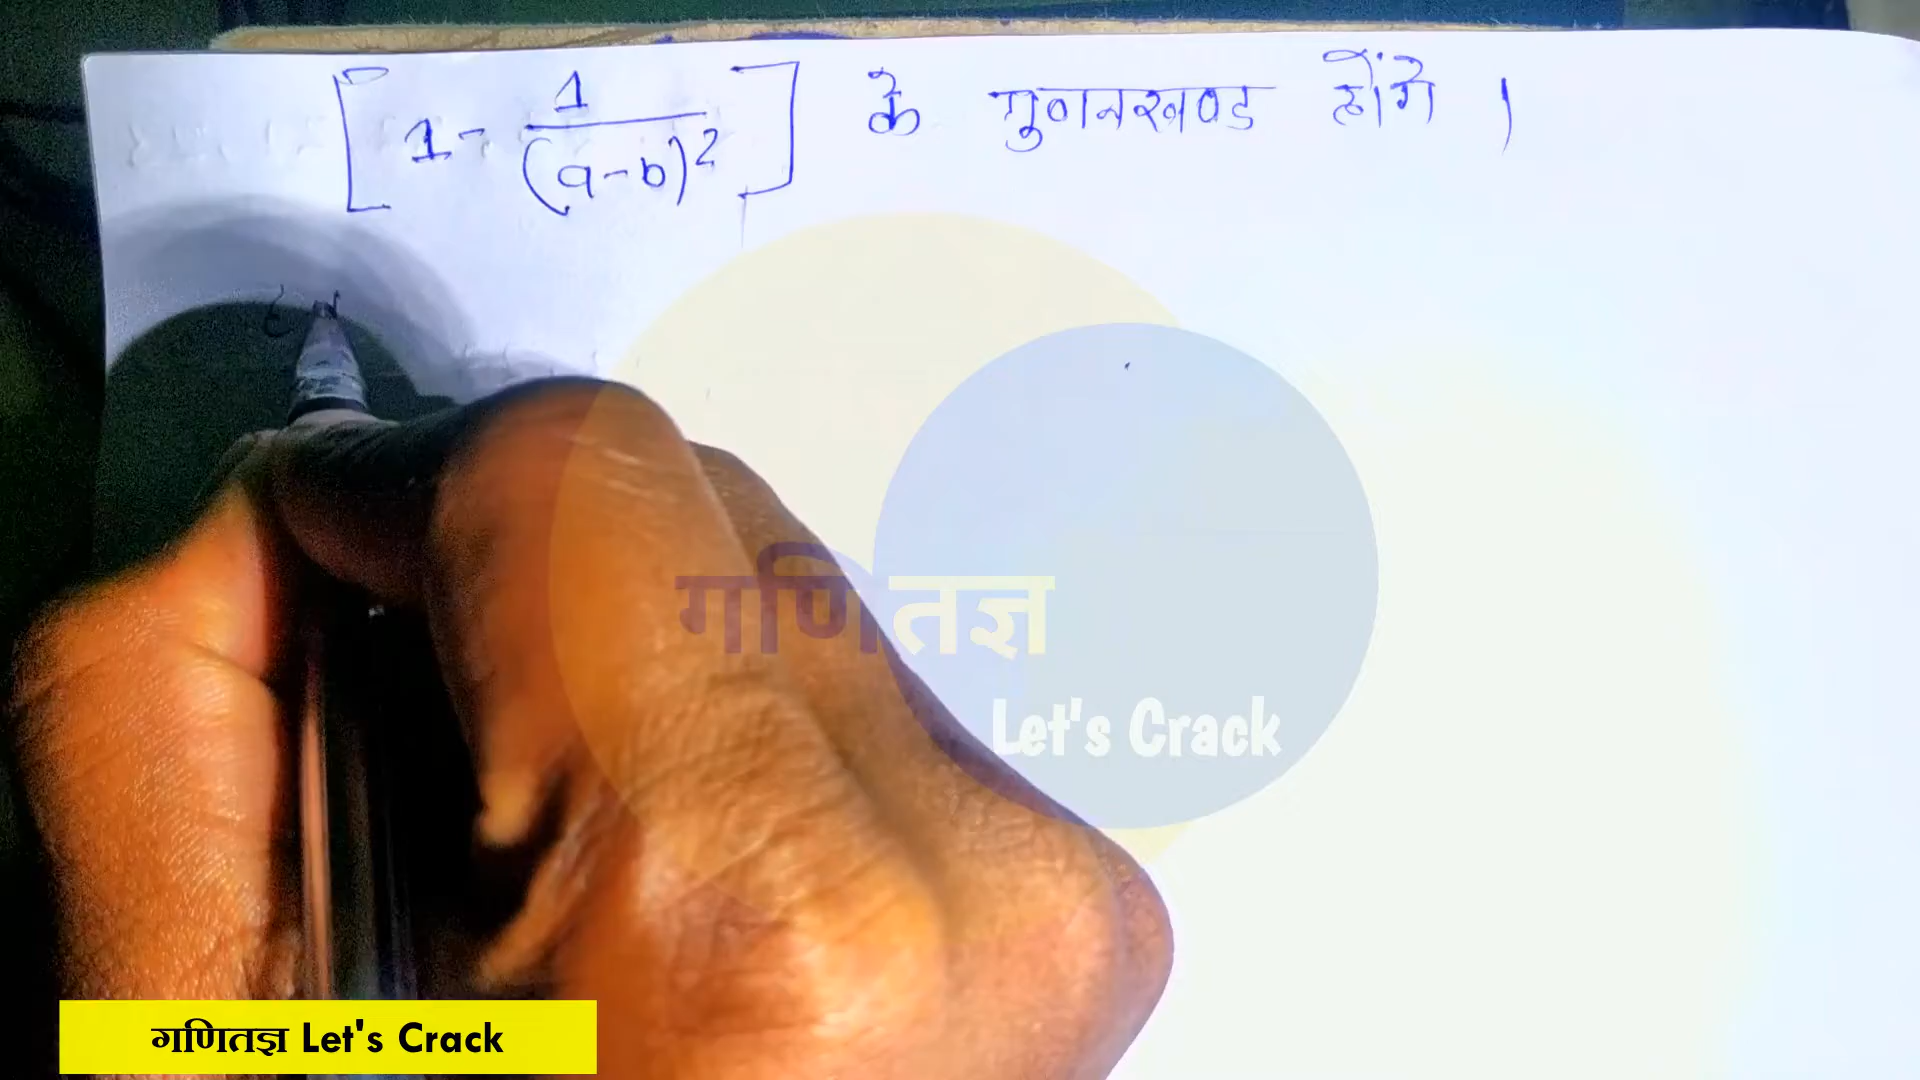 [1 - 1/(a-b)²] के गुणनखण्ड होंगे ।
गणितज्ञ
Let's Crack
गणितज्ञ Let's Crack